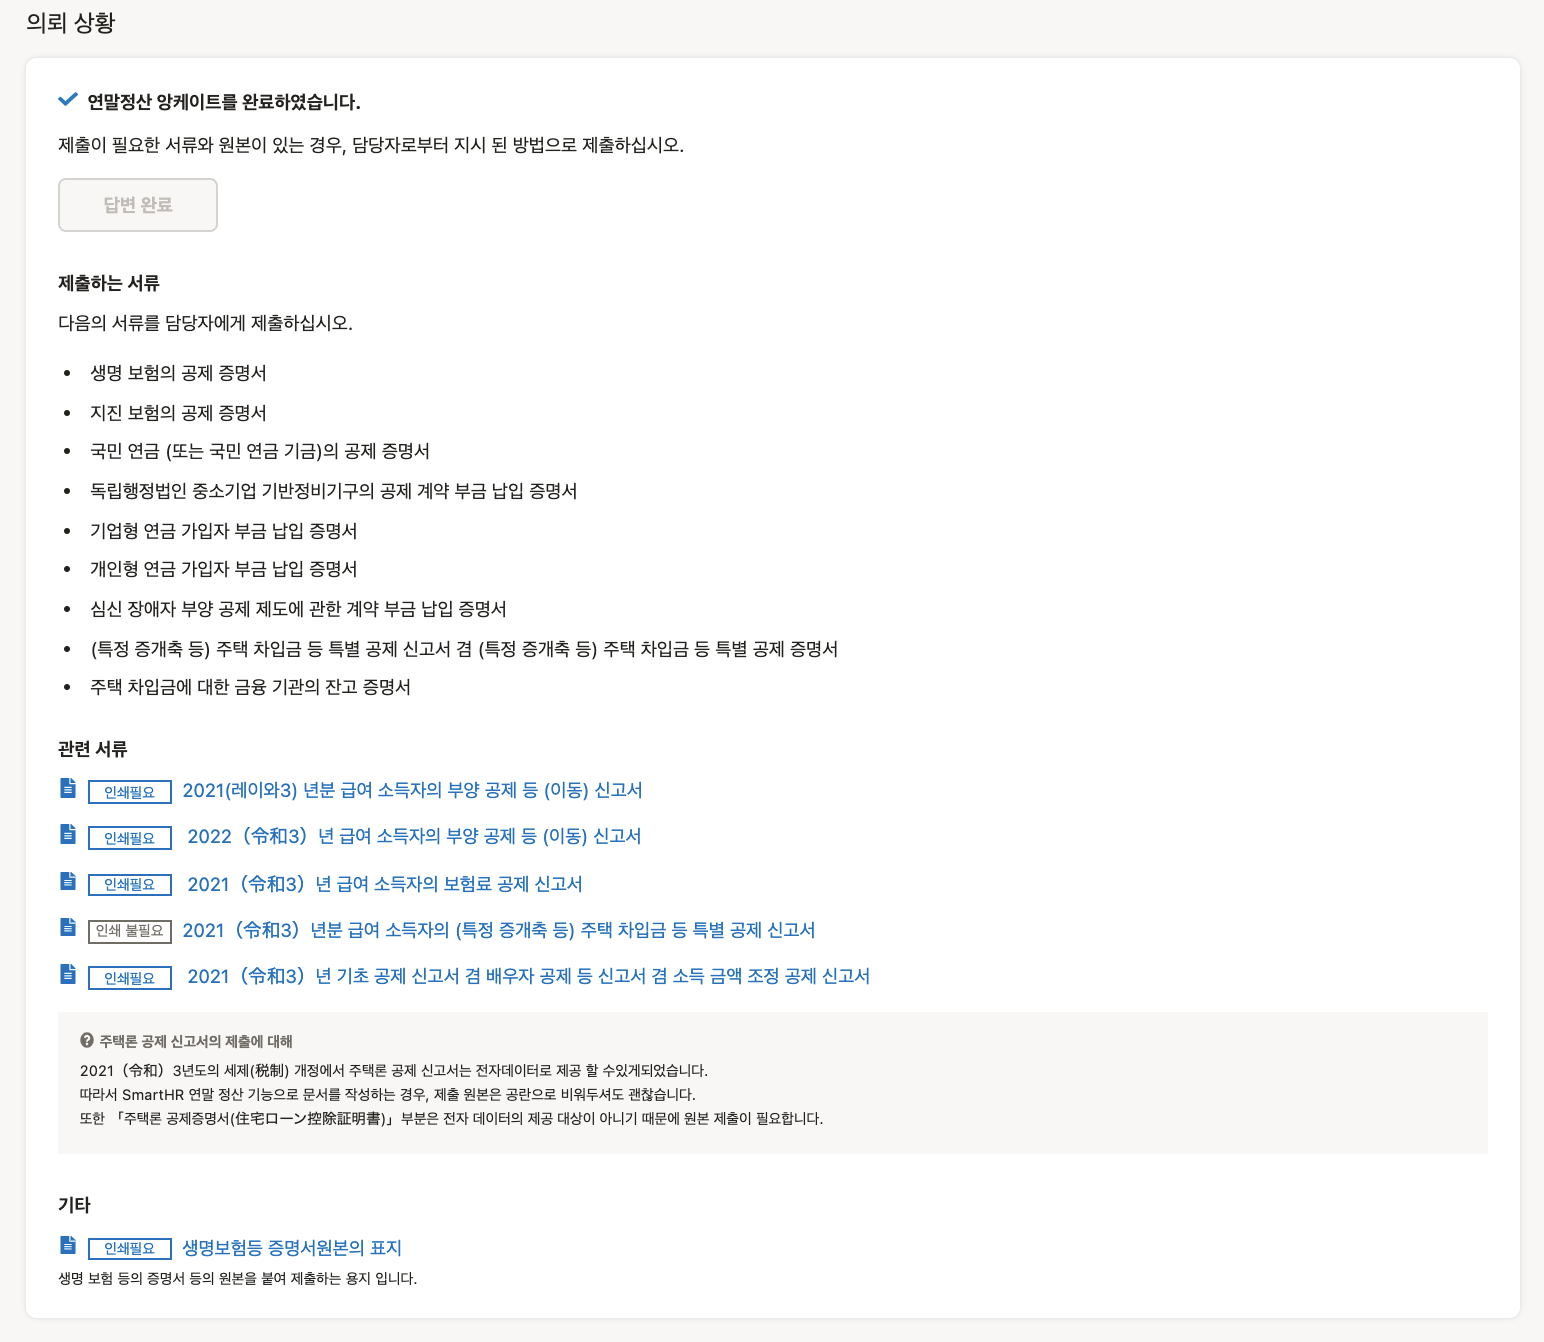 의뢰 상황
연말정산 앙케이트를 완료하였습니다.
제출이 필요한 서류와 원본이 있는 경우, 담당자로부터 지시 된 방법으로 제출하십시오.
답변 완료
제출하는 서류
다음의 서류를 담당자에게 제출하십시오.
• 생명 보험의 공제 증명서
• 지진 보험의 공제 증명서
• 국민 연금 (또는 국민 연금 기금)의 공제 증명서
• 독립행정법인 중소기업 기반정비기구의 공제 계약 부금 납입 증명서
• 기업형 연금 가입자 부금 납입 증명서
• 개인형 연금 가입자 부금 납입 증명서
• 심신 장애자 부양 공제 제도에 관한 계약 부금 납입 증명서
• (특정 증개축 등) 주택 차입금 등 특별 공제 신고서 겸 (특정 증개축 등) 주택 차입금 등 특별 공제 증명서
• 주택 차입금에 대한 금융 기관의 잔고 증명서
관련 서류
인쇄필요 2021(레이와3) 년분 급여 소득자의 부양 공제 등 (이동) 신고서
인쇄필요 2022（令和3）년 급여 소득자의 부양 공제 등 (이동) 신고서
인쇄필요 2021（令和3）년 급여 소득자의 보험료 공제 신고서
인쇄 불필요 2021（令和3）년분 급여 소득자의 (특정 증개축 등) 주택 차입금 등 특별 공제 신고서
인쇄필요 2021（令和3）년 기초 공제 신고서 겸 배우자 공제 등 신고서 겸 소득 금액 조정 공제 신고서
주택론 공제 신고서의 제출에 대해
2021（令和）3년도의 세제(税制) 개정에서 주택론 공제 신고서는 전자데이터로 제공 할 수있게되었습니다.
따라서 SmartHR 연말 정산 기능으로 문서를 작성하는 경우, 제출 원본은 공란으로 비워두셔도 괜찮습니다.
또한 「주택론 공제증명서(住宅ローン控除証明書)」부분은 전자 데이터의 제공 대상이 아니기 때문에 원본 제출이 필요합니다.
기타
인쇄필요 생명보험등 증명서원본의 표지
생명 보험 등의 증명서 등의 원본을 붙여 제출하는 용지 입니다.